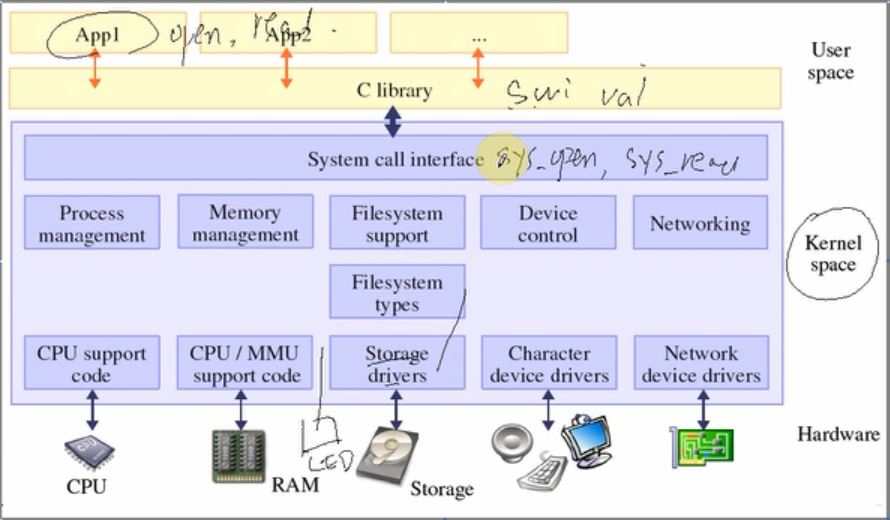 App1
open, read.
App2
...
User
space
C library
swi val
System call interface
sys_open, sys_read
Process
management
Memory
management
Filesystem
support
Device
control
Networking
Kernel
space
Filesystem
types
CPU support
code
CPU / MMU
support code
Storage
drivers
Character
device drivers
Network
device drivers
Hardware
LED
CPU
RAM
Storage